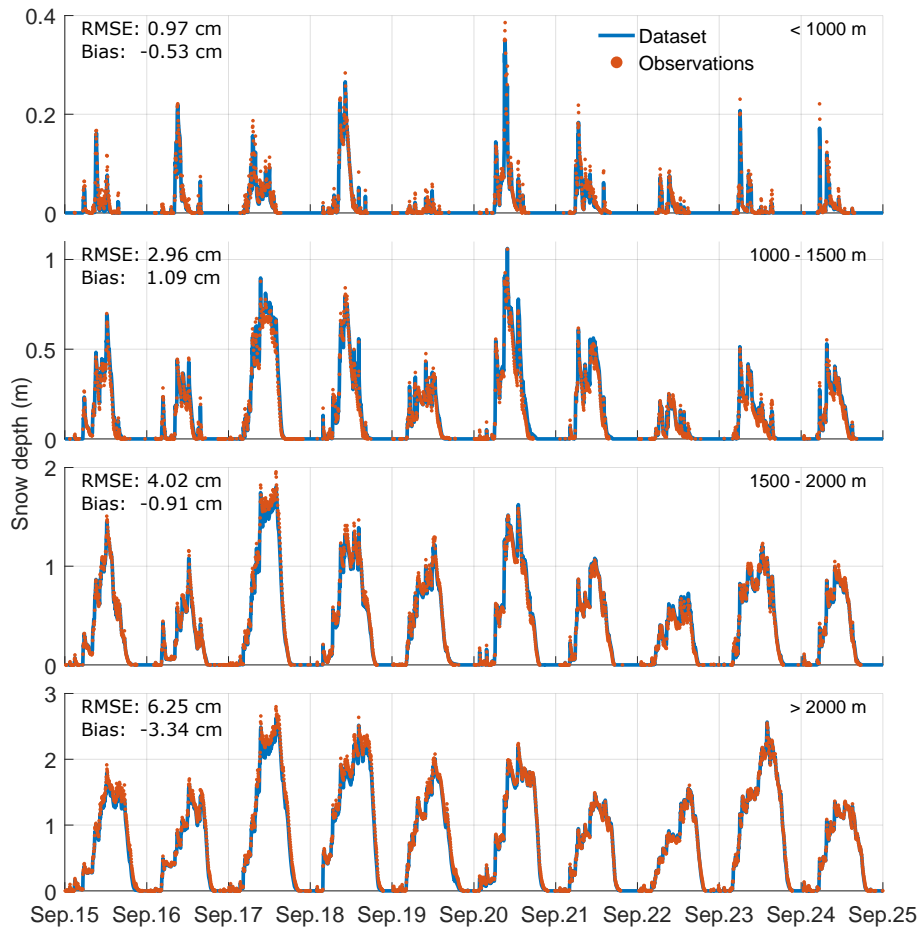 0.4
RMSE: 0.97 cm
Bias: -0.53 cm
Dataset
Observations
< 1000 m
0.2
0
1
RMSE: 2.96 cm
Bias: 1.09 cm
1000 - 1500 m
0.5
0
Snow depth (m)
2
RMSE: 4.02 cm
Bias: -0.91 cm
1500 - 2000 m
1
0
3
RMSE: 6.25 cm
Bias: -3.34 cm
> 2000 m
2
1
0
Sep.15 Sep.16 Sep.17 Sep.18 Sep.19 Sep.20 Sep.21 Sep.22 Sep.23 Sep.24 Sep.25